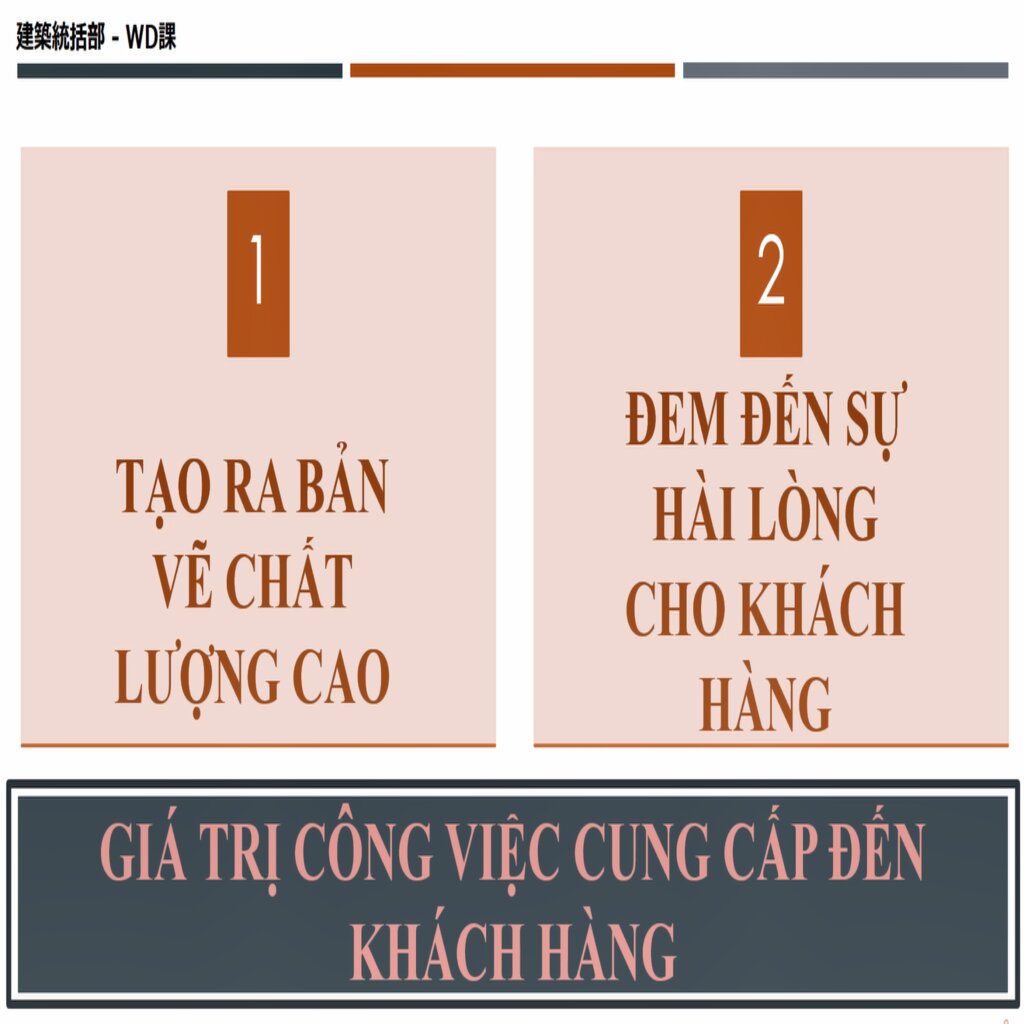 建築統括部 - WD課
1
TẠO RA BẢN
VẼ CHẤT
LƯỢNG CAO
2
ĐEM ĐẾN SỰ
HÀI LÒNG
CHO KHÁCH
HÀNG
GIÁ TRỊ CÔNG VIỆC CUNG CẤP ĐẾN
KHÁCH HÀNG